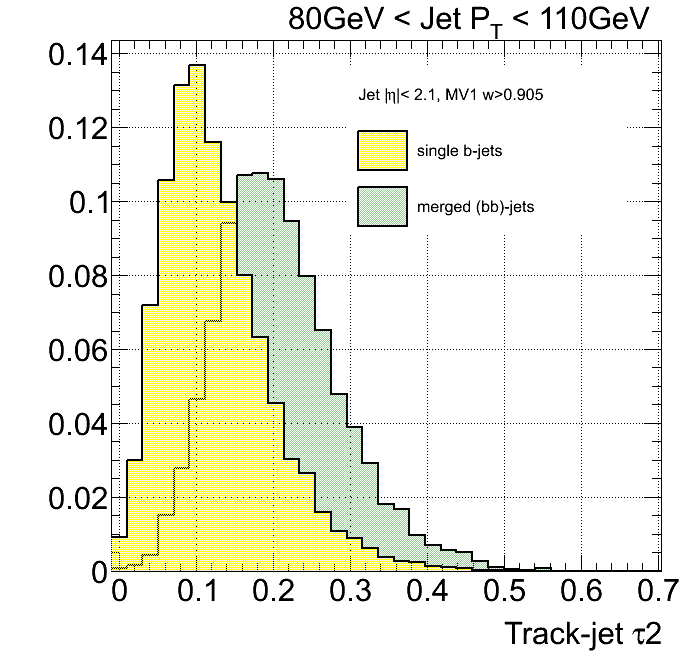 80GeV < Jet P_T < 110GeV
0.14
Jet |η|< 2.1, MV1 w>0.905
0.12
single b-jets
0.1
merged (bb)-jets
0.08
0.06
0.04
0.02
0
0 0.1 0.2 0.3 0.4 0.5 0.6 0.7
Track-jet τ2